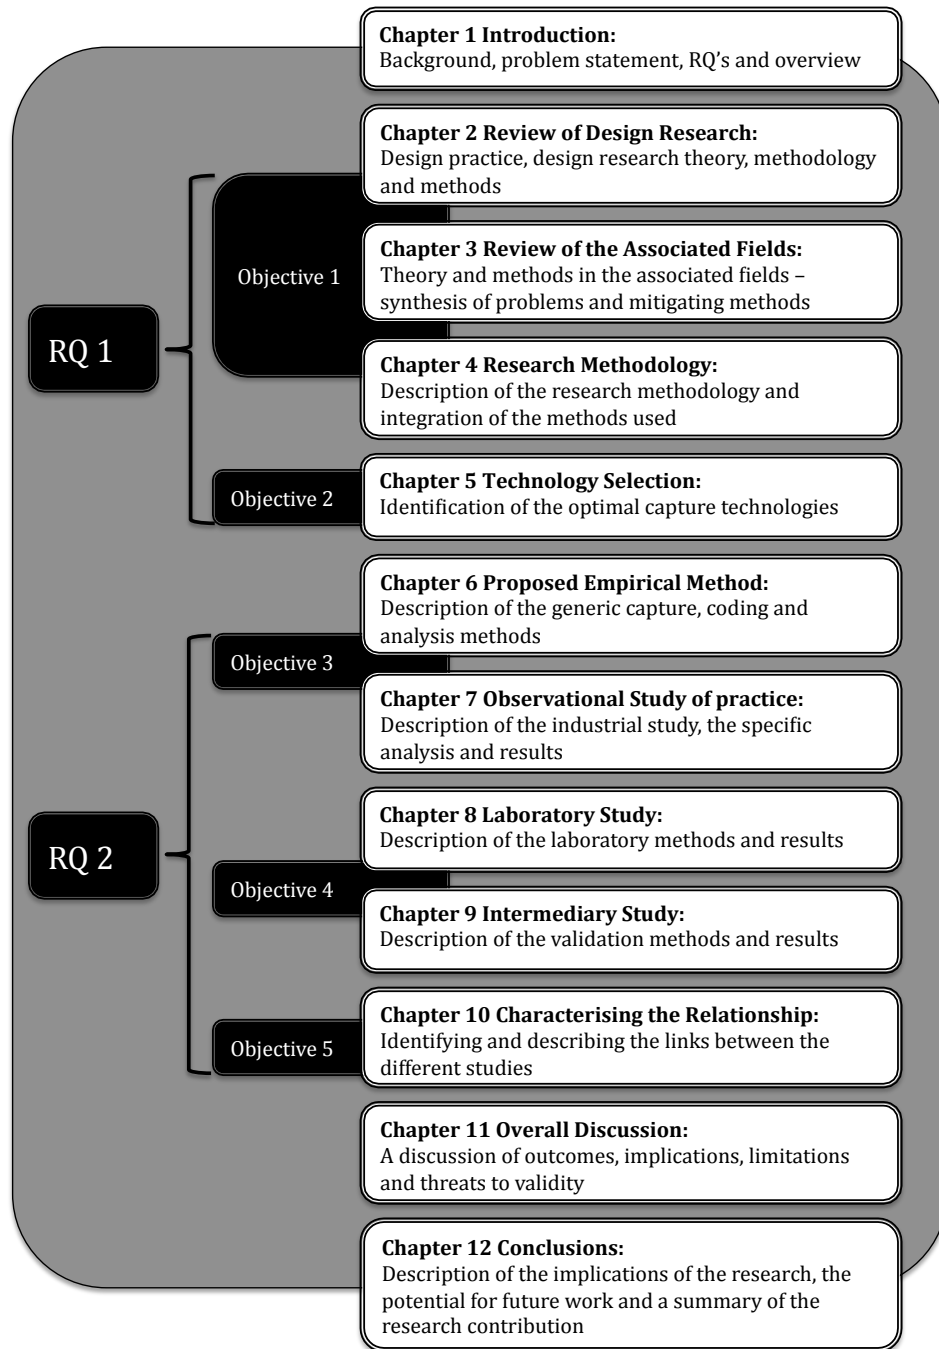 Chapter 1 Introduction:
Background, problem statement, RQ's and overview
Chapter 2 Review of Design Research:
Design practice, design research theory, methodology
and methods
Objective 1
Chapter 3 Review of the Associated Fields:
Theory and methods in the associated fields –
synthesis of problems and mitigating methods
RQ 1
Chapter 4 Research Methodology:
Description of the research methodology and
integration of the methods used
Objective 2
Chapter 5 Technology Selection:
Identification of the optimal capture technologies
Chapter 6 Proposed Empirical Method:
Description of the generic capture, coding and
analysis methods
Objective 3
Chapter 7 Observational Study of practice:
Description of the industrial study, the specific
analysis and results
RQ 2
Chapter 8 Laboratory Study:
Description of the laboratory methods and results
Objective 4
Chapter 9 Intermediary Study:
Description of the validation methods and results
Objective 5
Chapter 10 Characterising the Relationship:
Identifying and describing the links between the
different studies
Chapter 11 Overall Discussion:
A discussion of outcomes, implications, limitations
and threats to validity
Chapter 12 Conclusions:
Description of the implications of the research, the
potential for future work and a summary of the
research contribution